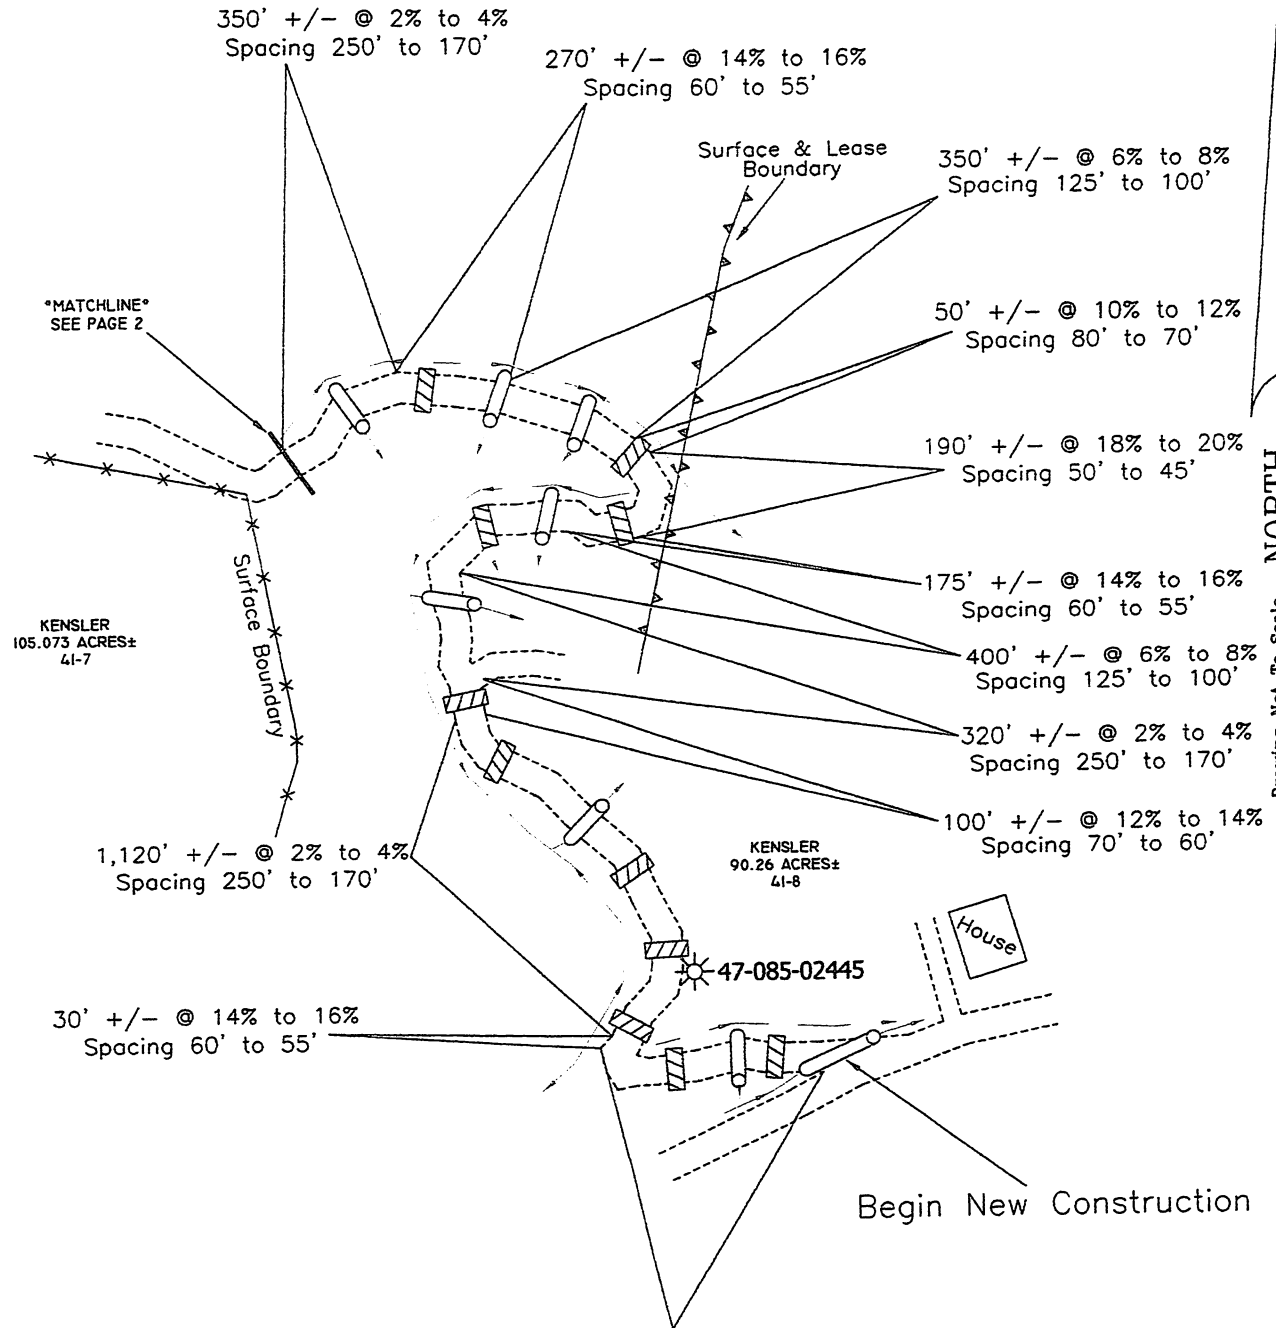 350' +/- @ 2% to 4%
Spacing 250' to 170'
270' +/- @ 14% to 16%
Spacing 60' to 55'
Surface & Lease
Boundary
350' +/- @ 6% to 8%
Spacing 125' to 100'
"MATCHLINE"
SEE PAGE 2
50' +/- @ 10% to 12%
Spacing 80' to 70'
190' +/- @ 18% to 20%
Spacing 50' to 45'
NORTH
175' +/- @ 14% to 16%
Spacing 60' to 55'
Surface Boundary
KENSLER
105.073 ACRES±
41-7
400' +/- @ 6% to 8%
Spacing 125' to 100'
320' +/- @ 2% to 4%
Spacing 250' to 170'
100' +/- @ 12% to 14%
Spacing 70' to 60'
1,120' +/- @ 2% to 4%
Spacing 250' to 170'
KENSLER
90.26 ACRES±
41-8
House
47-085-02445
30' +/- @ 14% to 16%
Spacing 60' to 55'
Begin New Construction